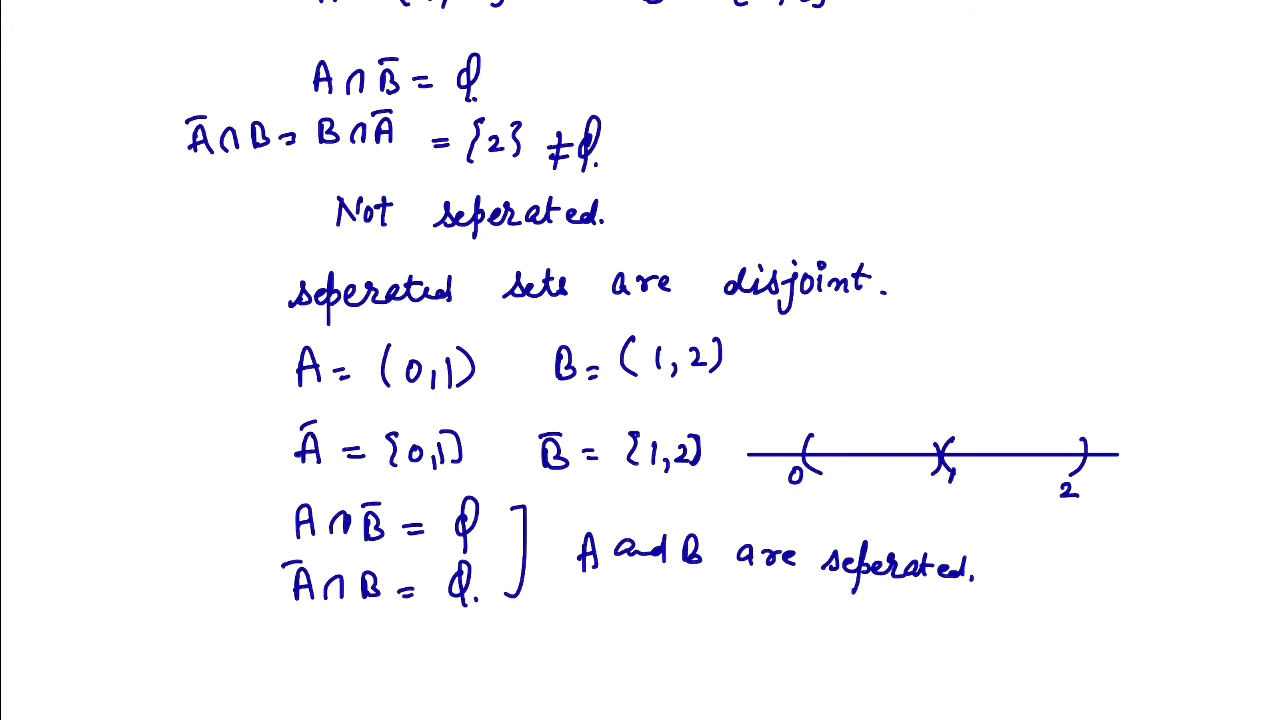 A ∩ B̅ = φ.
A̅ ∩ B = B ∩ A̅ = {2} ≠ φ.
Not seperated.
seperated sets are disjoint.
A = (0,1) B = (1,2)
A̅ = [0,1] B̅ = [1,2]
0 1 2
A ∩ B̅ = φ
A̅ ∩ B = φ.
A and B are seperated.